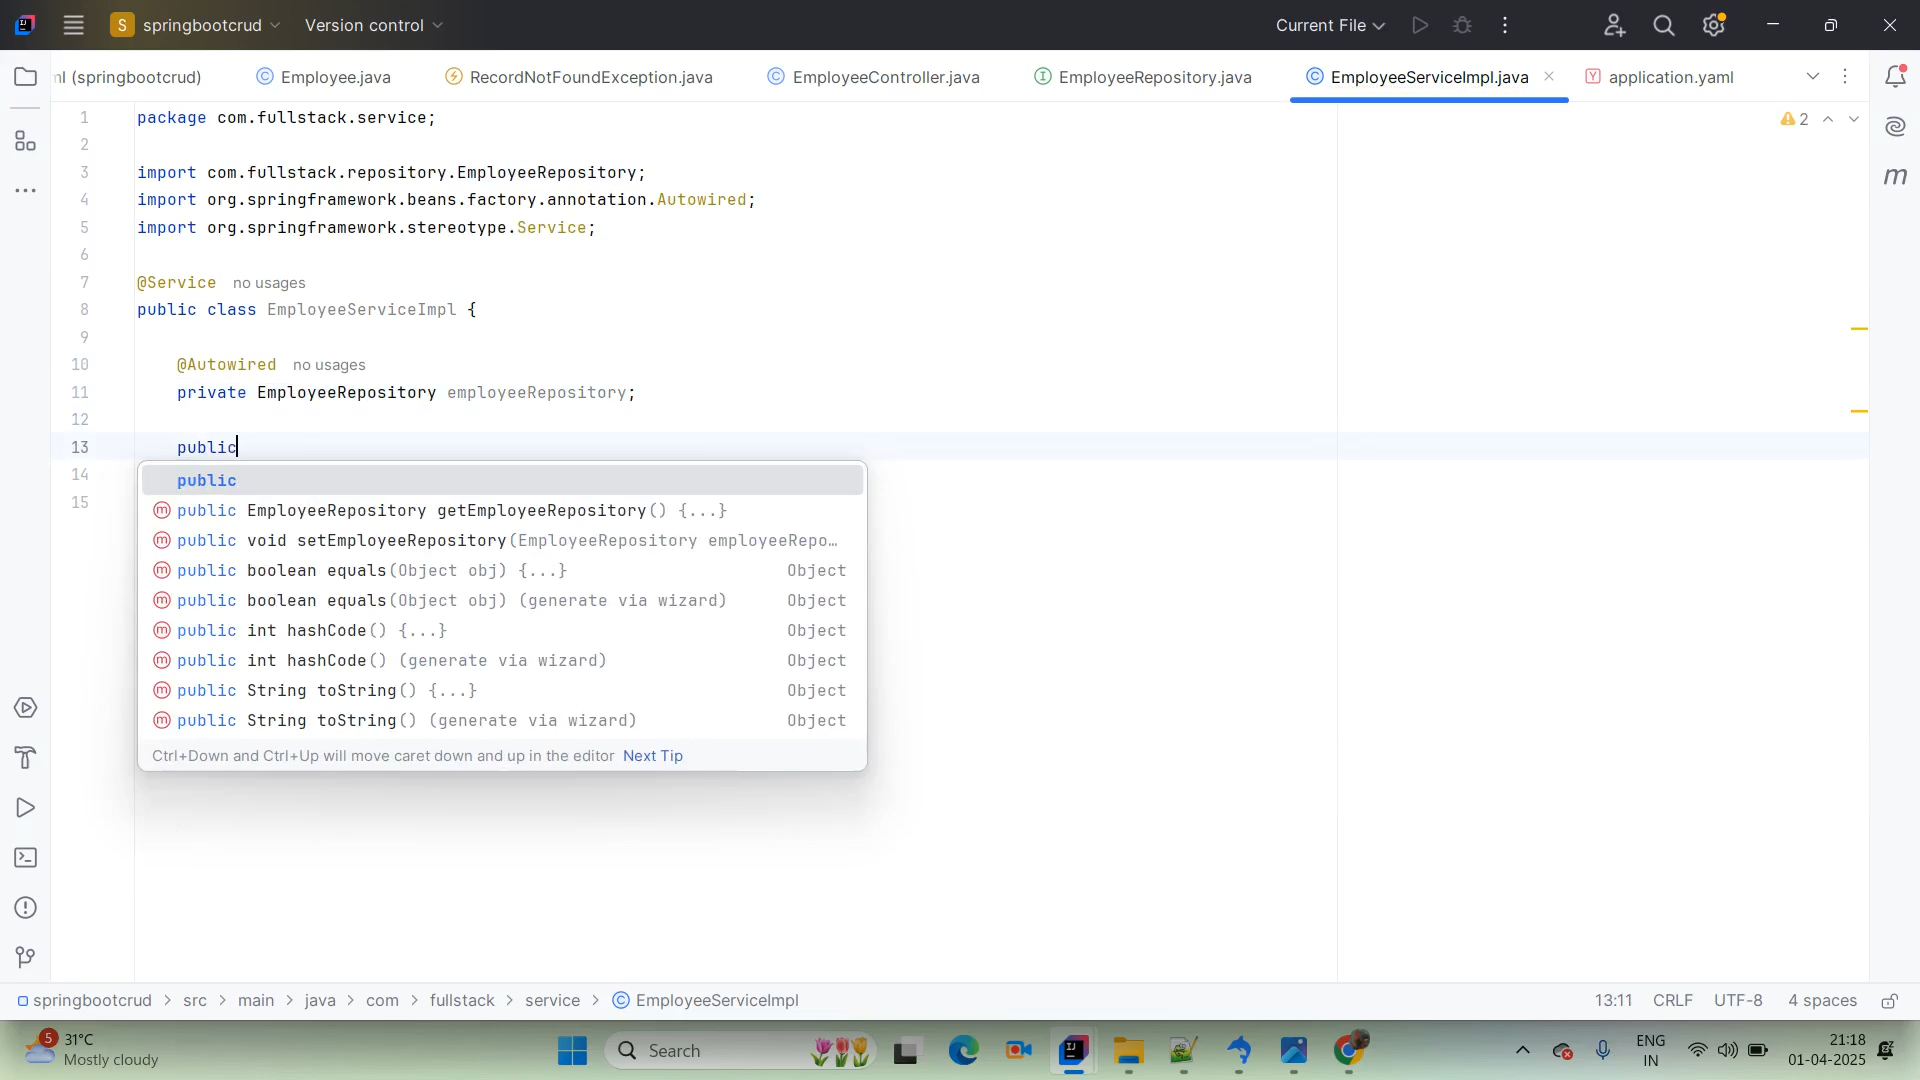 S springbootcrud Version control Current File
ml (springbootcrud) Employee.java RecordNotFoundException.java EmployeeController.java EmployeeRepository.java EmployeeServiceImpl.java application.yaml
1 package com.fullstack.service; 2
2
3 import com.fullstack.repository.EmployeeRepository;
4 import org.springframework.beans.factory.annotation.Autowired;
5 import org.springframework.stereotype.Service;
6
7 @Service no usages
8 public class EmployeeServiceImpl {
9
10 @Autowired no usages
11 private EmployeeRepository employeeRepository;
12
13 public
14
15
public
public EmployeeRepository getEmployeeRepository() {...}
public void setEmployeeRepository(EmployeeRepository employeeRepo…
public boolean equals(Object obj) {...} Object
public boolean equals(Object obj) (generate via wizard) Object
public int hashCode() {...} Object
public int hashCode() (generate via wizard) Object
public String toString() {...} Object
public String toString() (generate via wizard) Object
Ctrl+Down and Ctrl+Up will move caret down and up in the editor Next Tip
springbootcrud > src > main > java > com > fullstack > service > EmployeeServiceImpl 13:11 CRLF UTF-8 4 spaces
5 31°C
Mostly cloudy
Search
ENG
IN
21:18
01-04-2025